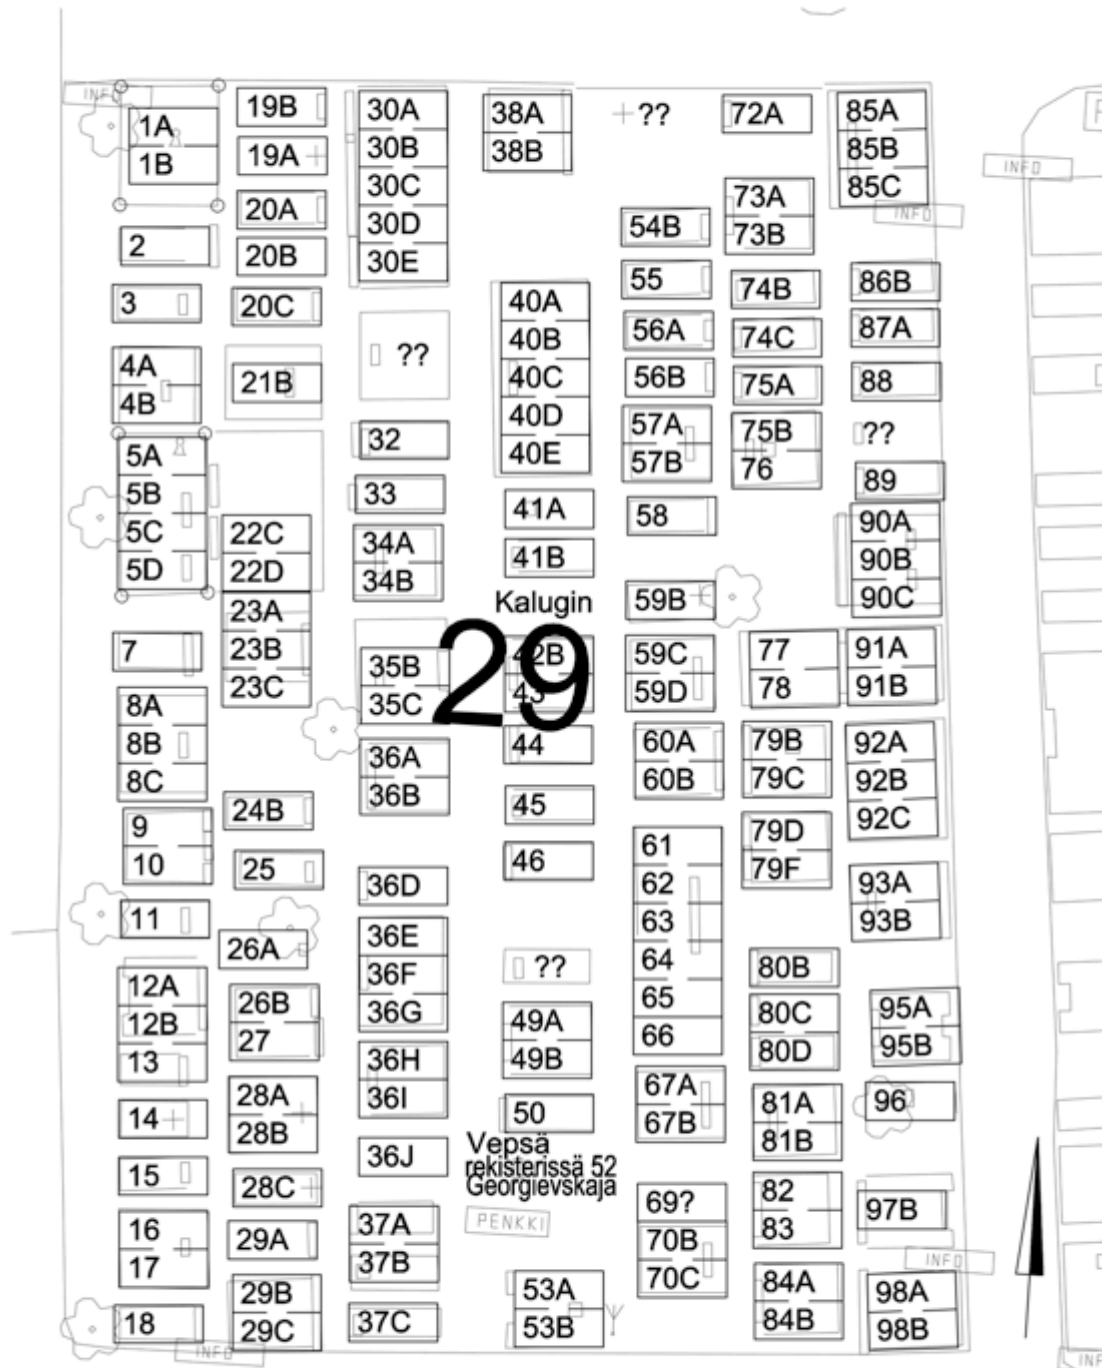 INFO
1A
1B
2
3
4A
4B
5A
5B
5C
5D
7
8A
8B
8C
9
10
11
12A
12B
13
14
15
16
17
18
INFO
19B
19A
20A
20B
20C
21B
22C
22D
23A
23B
23C
24B
25
26A
26B
27
28A
28B
28C
29A
29B
29C
30A
30B
30C
30D
30E
??
32
33
34A
34B
35B
35C
36A
36B
36D
36E
36F
36G
36H
36I
36J
37A
37B
37C
38A
38B
40A
40B
40C
40D
40E
41A
41B
Kalugin
29
42B
43
44
45
46
??
49A
49B
50
Vepsä
rekisterissä 52
Georgievskaja
PENKKI
53A
53B
??
54B
55
56A
56B
57A
57B
58
59B
59C
59D
60A
60B
61
62
63
64
65
66
67A
67B
69?
70B
70C
72A
73A
73B
74B
74C
75A
75B
76
77
78
79B
79C
79D
79F
80B
80C
80D
81A
81B
82
83
84A
84B
85A
85B
85C
INFO
86B
87A
88
??
89
90A
90B
90C
91A
91B
92A
92B
92C
93A
93B
95A
95B
96
97B
INFO
98A
98B
INFO